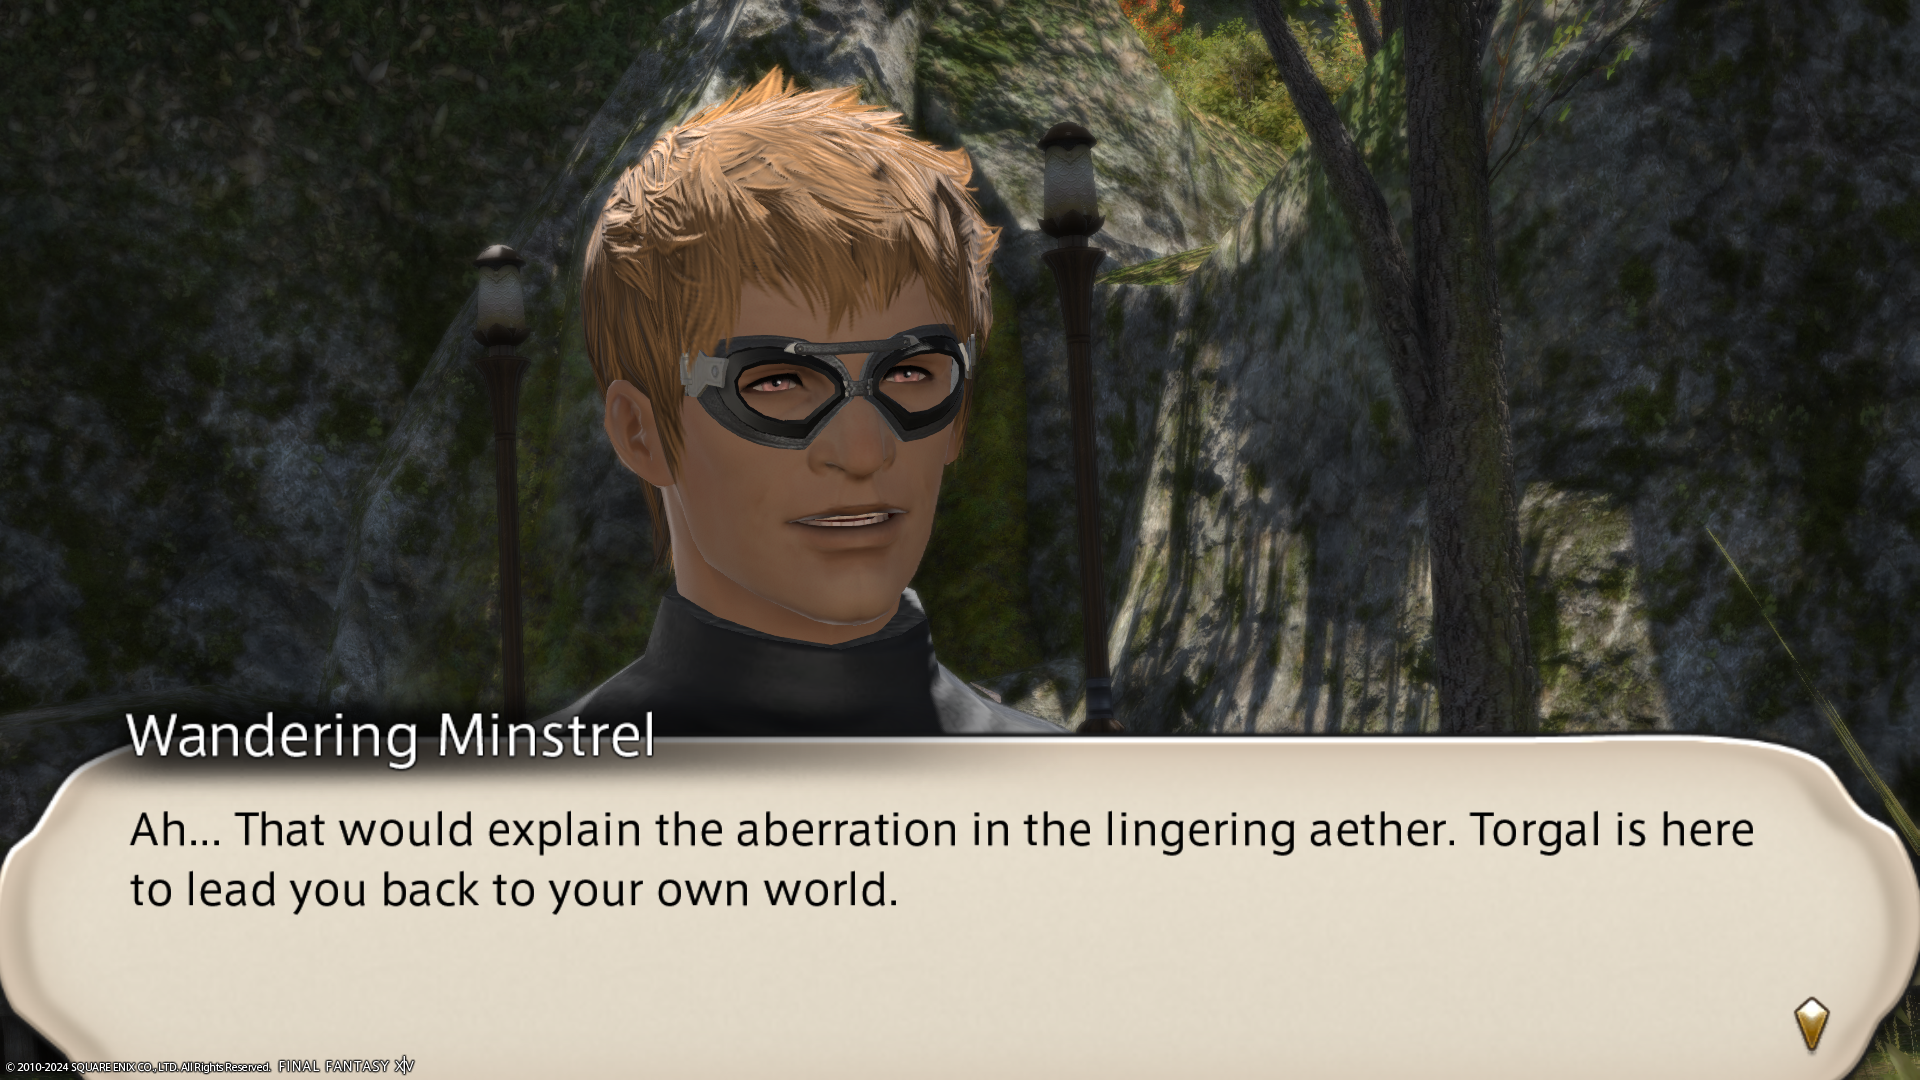 Wandering Minstrel
Ah... That would explain the aberration in the lingering aether. Torgal is here
to lead you back to your own world.
© 2010-2024 SQUARE ENIX CO., LTD. All Rights Reserved. FINAL FANTASY XIV